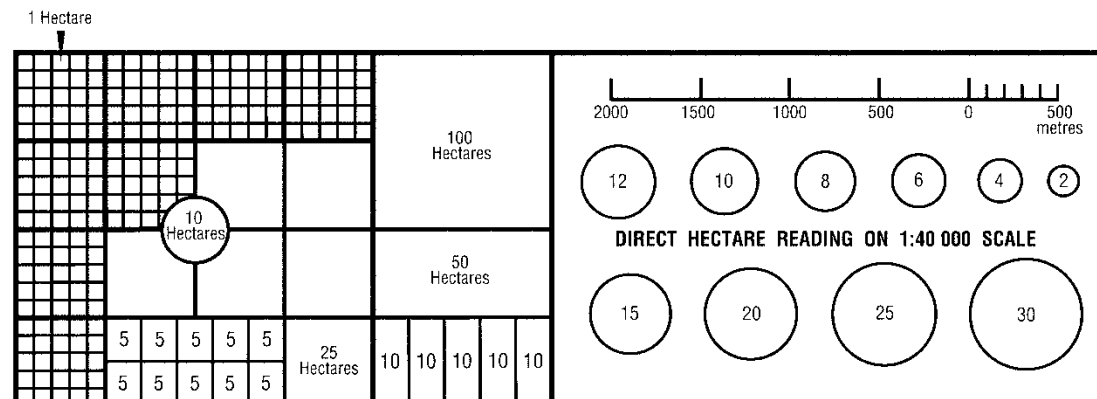 1 Hectare
100
Hectares
10
Hectares
50
Hectares
5 5 5 5 5
5 5 5 5 5
25
Hectares
10 10 10 10 10
2000 1500 1000 500 0 500
metres
12 10 8 6 4 2
DIRECT HECTARE READING ON 1:40 000 SCALE
15 20 25 30